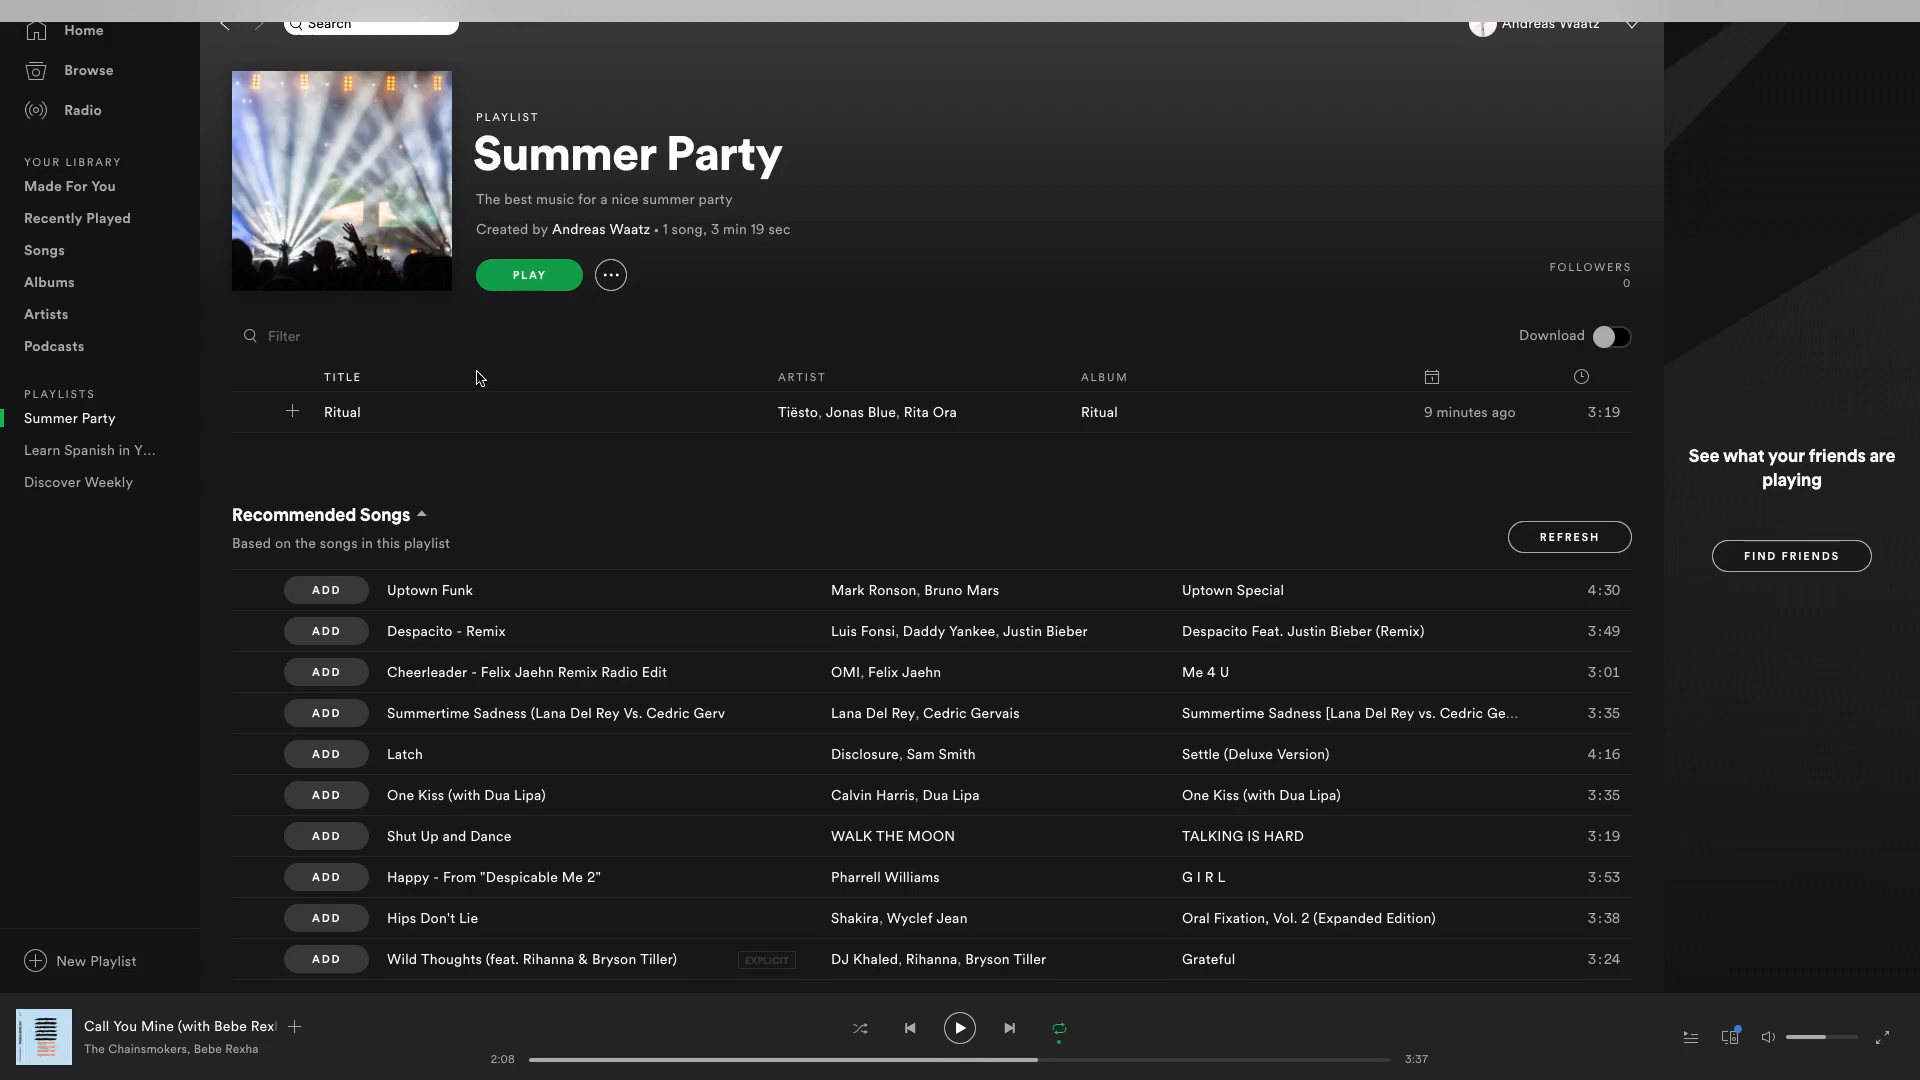 Home
Search
Andreas Waatz
Browse
Radio
YOUR LIBRARY
Made For You
Recently Played
Songs
Albums
Artists
Podcasts
PLAYLISTS
Summer Party
Learn Spanish in Y...
Discover Weekly
New Playlist
PLAYLIST
Summer Party
The best music for a nice summer party
Created by Andreas Waatz • 1 song, 3 min 19 sec
PLAY
FOLLOWERS
0
Filter
Download
TITLE ARTIST ALBUM
Ritual Tiësto, Jonas Blue, Rita Ora Ritual 9 minutes ago 3:19
Recommended Songs
Based on the songs in this playlist
REFRESH
ADD Uptown Funk Mark Ronson, Bruno Mars Uptown Special 4:30
ADD Despacito - Remix Luis Fonsi, Daddy Yankee, Justin Bieber Despacito Feat. Justin Bieber (Remix) 3:49
ADD Cheerleader - Felix Jaehn Remix Radio Edit OMI, Felix Jaehn Me 4 U 3:01
ADD Summertime Sadness (Lana Del Rey Vs. Cedric Gerv Lana Del Rey, Cedric Gervais Summertime Sadness [Lana Del Rey vs. Cedric Ge... 3:35
ADD Latch Disclosure, Sam Smith Settle (Deluxe Version) 4:16
ADD One Kiss (with Dua Lipa) Calvin Harris, Dua Lipa One Kiss (with Dua Lipa) 3:35
ADD Shut Up and Dance WALK THE MOON TALKING IS HARD 3:19
ADD Happy - From "Despicable Me 2" Pharrell Williams G I R L 3:53
ADD Hips Don't Lie Shakira, Wyclef Jean Oral Fixation, Vol. 2 (Expanded Edition) 3:38
ADD Wild Thoughts (feat. Rihanna & Bryson Tiller) EXPLICIT DJ Khaled, Rihanna, Bryson Tiller Grateful 3:24
See what your friends are
playing
FIND FRIENDS
Call You Mine (with Bebe Rex
The Chainsmokers, Bebe Rexha
2:08 3:37